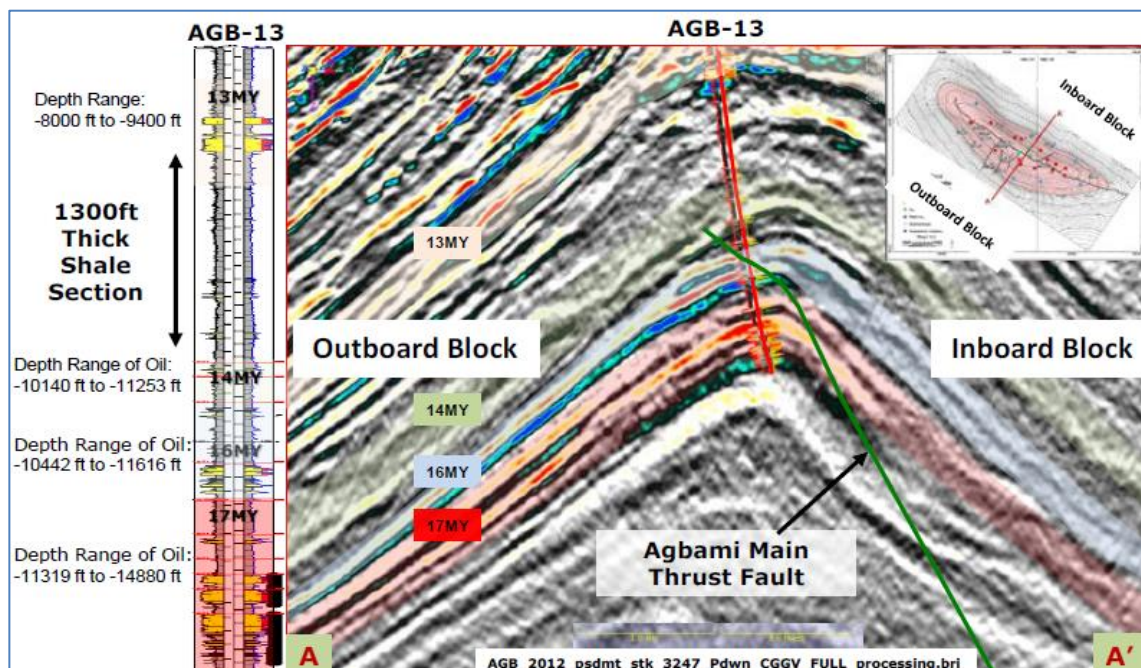 AGB-13
AGB-13
13MY
Depth Range:
-8000 ft to -9400 ft
1300ft
Thick
Shale
Section
Depth Range of Oil:
-10140 ft to -11253 ft
14MY
Depth Range of Oil:
-10442 ft to -11616 ft
16MY
17MY
Depth Range of Oil:
-11319 ft to -14880 ft
Inboard Block
Outboard Block
13MY
Outboard Block
Inboard Block
14MY
16MY
17MY
Agbami Main
Thrust Fault
A
A'
AGB_2012_psdmt_stk_3247_Pdwn_CGGV_FULL_processing.bri